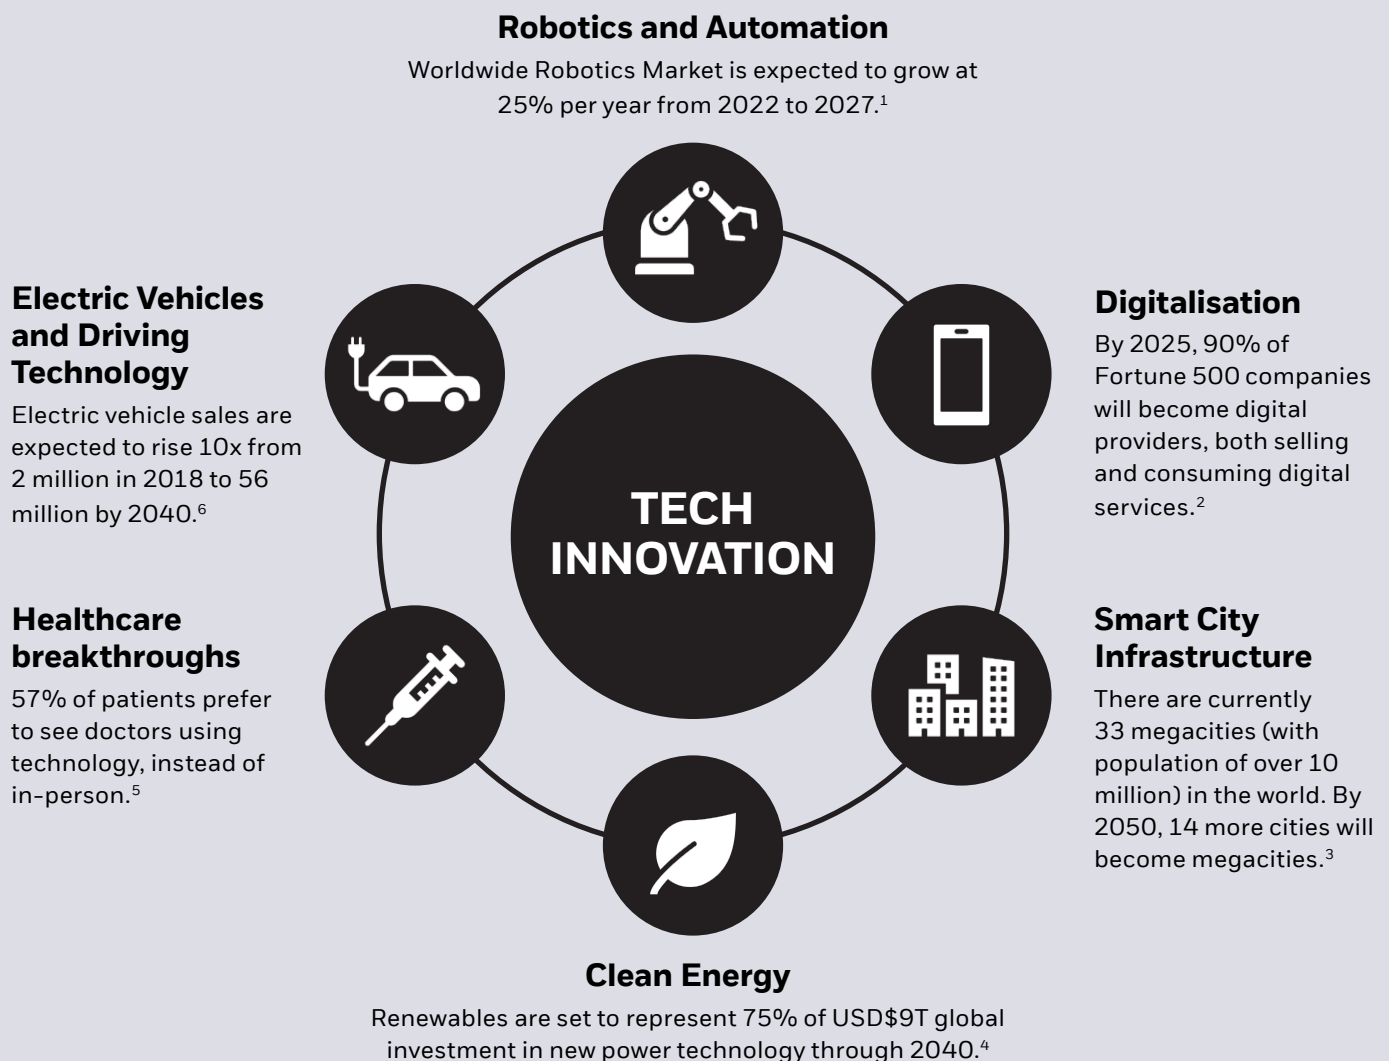 Robotics and Automation
Worldwide Robotics Market is expected to grow at
25% per year from 2022 to 2027.¹
Electric Vehicles
and Driving
Technology
Electric vehicle sales are
expected to rise 10x from
2 million in 2018 to 56
million by 2040.⁶
Digitalisation
By 2025, 90% of
Fortune 500 companies
will become digital
providers, both selling
and consuming digital
services.²
TECH
INNOVATION
Healthcare
breakthroughs
57% of patients prefer
to see doctors using
technology, instead of
in-person.⁵
Smart City
Infrastructure
There are currently
33 megacities (with
population of over 10
million) in the world. By
2050, 14 more cities will
become megacities.³
Clean Energy
Renewables are set to represent 75% of USD$9T global
investment in new power technology through 2040.⁴